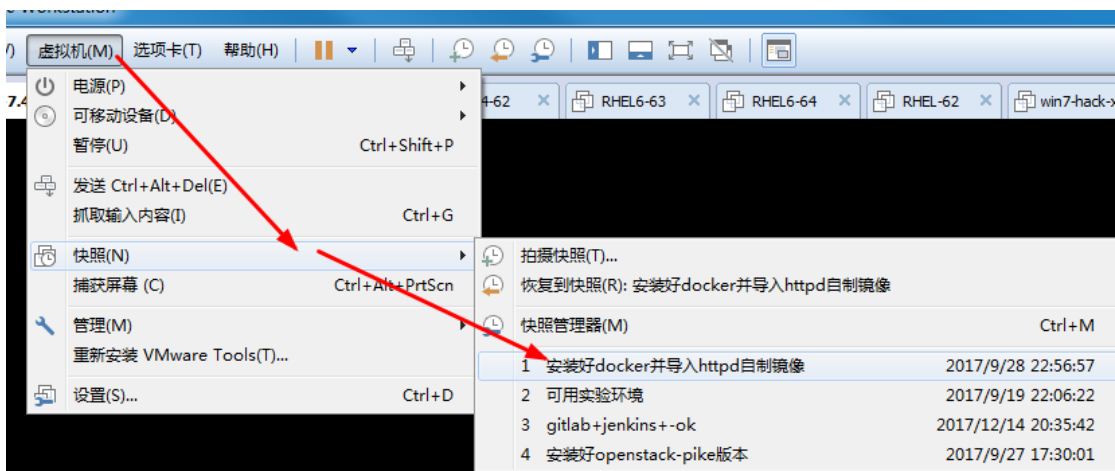 Workstation
虚拟机(M) 选项卡(T) 帮助(H)
7.4 4-62 RHEL6-63 RHEL6-64 RHEL-62 win7-hack-x
电源(P)
可移动设备(D)
暂停(U) Ctrl+Shift+P
发送 Ctrl+Alt+Del(E)
抓取输入内容(I) Ctrl+G
快照(N)
捕获屏幕 (C) Ctrl+Alt+PrtScn
管理(M)
重新安装 VMware Tools(T)...
设置(S)... Ctrl+D
拍摄快照(T)...
恢复到快照(R): 安装好docker并导入httpd自制镜像
快照管理器(M) Ctrl+M
1 安装好docker并导入httpd自制镜像 2017/9/28 22:56:57
2 可用实验环境 2017/9/19 22:06:22
3 gitlab+jenkins+-ok 2017/12/14 20:35:42
4 安装好openstack-pike版本 2017/9/27 17:30:01